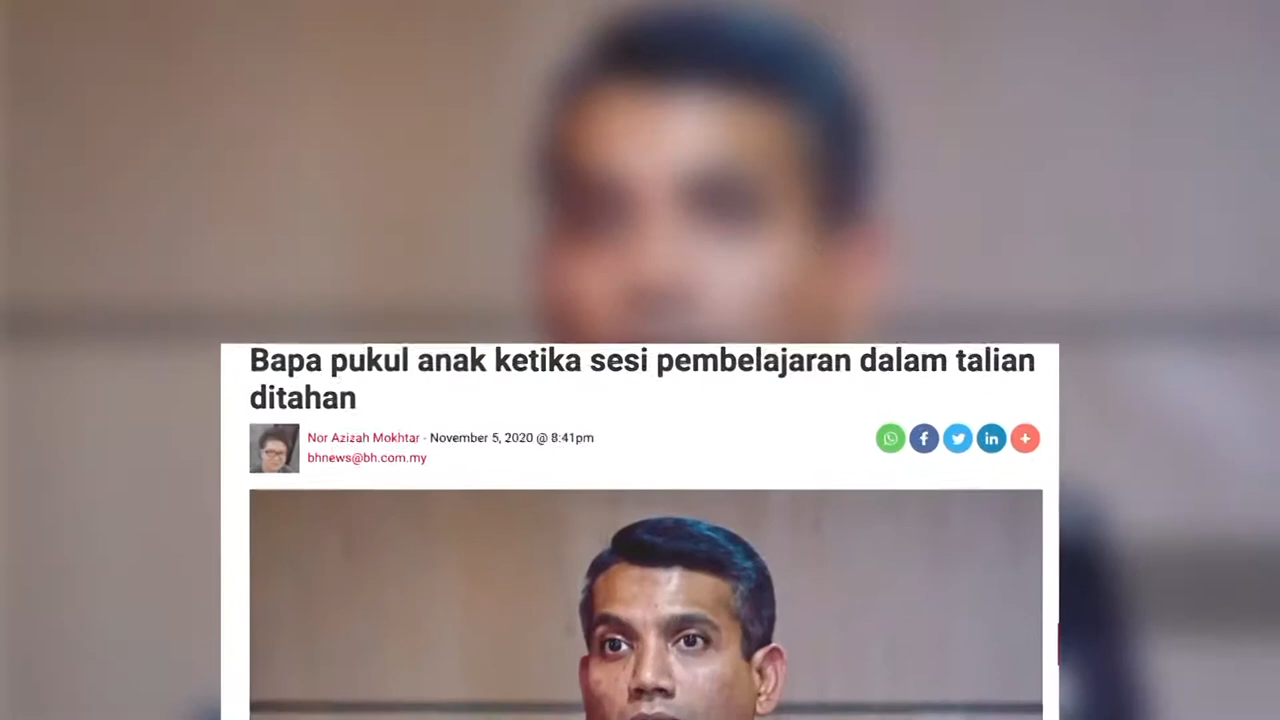 Bapa pukul anak ketika sesi pembelajaran dalam talian
ditahan
Nor Azizah Mokhtar - November 5, 2020 @ 8:41pm
bhnews@bh.com.my